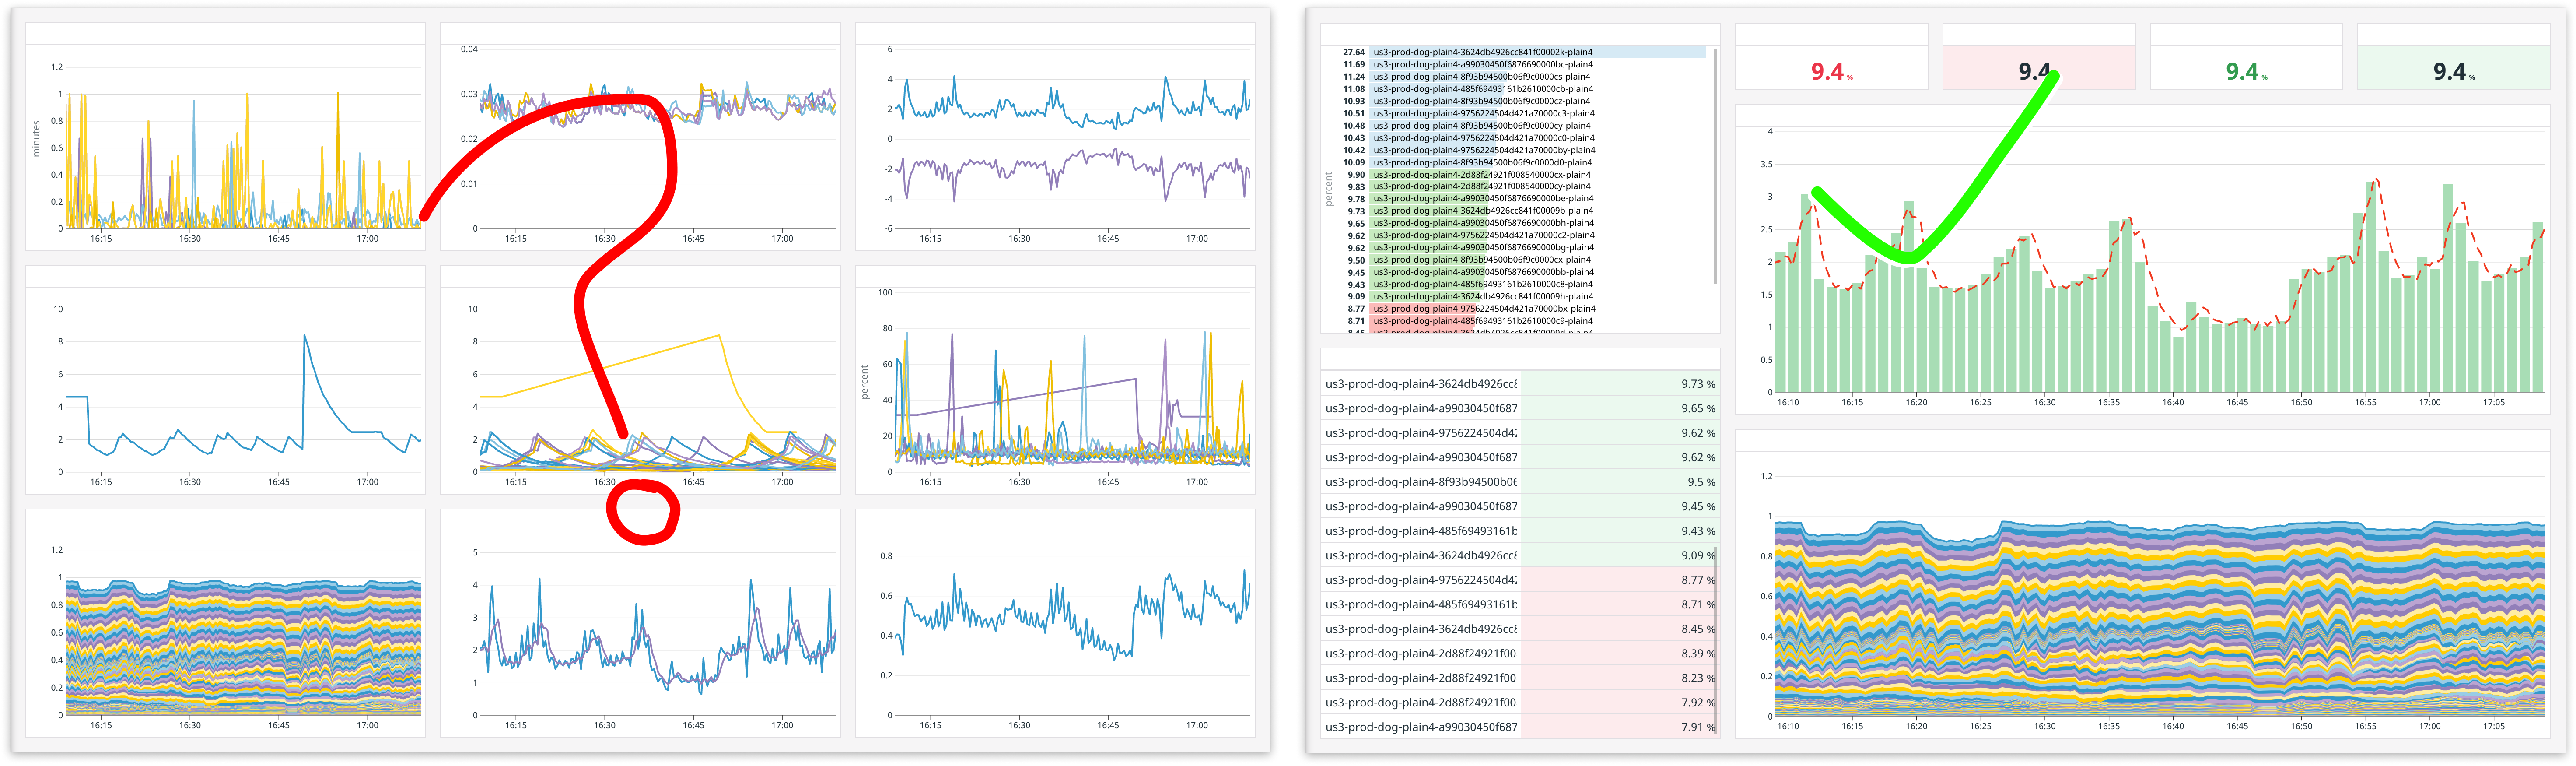 minutes
1.2
1
0.8
0.6
0.4
0.2
0
16:15 16:30 16:45 17:00
0.04
0.03
0.02
0.01
0
16:15 16:30 16:45 17:00
6
4
2
0
-2
-4
-6
16:15 16:30 16:45 17:00
10
8
6
4
2
0
16:15 16:30 16:45 17:00
10
8
6
4
2
0
16:15 16:30 16:45 17:00
percent
100
80
60
40
20
0
16:15 16:30 16:45 17:00
1.2
1
0.8
0.6
0.4
0.2
0
16:15 16:30 16:45 17:00
5
4
3
2
1
0
16:15 16:30 16:45 17:00
0.8
0.6
0.4
0.2
0
16:15 16:30 16:45 17:00
percent
27.64 us3-prod-dog-plain4-3624db4926cc841f00002k-plain4
11.69 us3-prod-dog-plain4-a99030450f6876690000bc-plain4
11.24 us3-prod-dog-plain4-8f93b94500b06f9c0000cs-plain4
11.08 us3-prod-dog-plain4-485f69493161b2610000cb-plain4
10.93 us3-prod-dog-plain4-8f93b94500b06f9c0000cz-plain4
10.51 us3-prod-dog-plain4-9756224504d421a70000c3-plain4
10.48 us3-prod-dog-plain4-8f93b94500b06f9c0000cy-plain4
10.43 us3-prod-dog-plain4-9756224504d421a70000c0-plain4
10.42 us3-prod-dog-plain4-9756224504d421a70000by-plain4
10.09 us3-prod-dog-plain4-8f93b94500b06f9c0000d0-plain4
9.90 us3-prod-dog-plain4-2d88f24921f008540000cx-plain4
9.83 us3-prod-dog-plain4-2d88f24921f008540000cy-plain4
9.78 us3-prod-dog-plain4-a99030450f6876690000be-plain4
9.73 us3-prod-dog-plain4-3624db4926cc841f00009b-plain4
9.65 us3-prod-dog-plain4-a99030450f6876690000bh-plain4
9.62 us3-prod-dog-plain4-9756224504d421a70000c2-plain4
9.62 us3-prod-dog-plain4-a99030450f6876690000bg-plain4
9.50 us3-prod-dog-plain4-8f93b94500b06f9c0000cx-plain4
9.45 us3-prod-dog-plain4-a99030450f6876690000bb-plain4
9.43 us3-prod-dog-plain4-485f69493161b2610000c8-plain4
9.09 us3-prod-dog-plain4-3624db4926cc841f00009h-plain4
8.77 us3-prod-dog-plain4-9756224504d421a70000bx-plain4
8.71 us3-prod-dog-plain4-485f69493161b2610000c9-plain4
us3-prod-dog-plain4-3624db4926cc8 9.73 %
us3-prod-dog-plain4-a99030450f687 9.65 %
us3-prod-dog-plain4-9756224504d42 9.62 %
us3-prod-dog-plain4-a99030450f687 9.62 %
us3-prod-dog-plain4-8f93b94500b06 9.5 %
us3-prod-dog-plain4-a99030450f687 9.45 %
us3-prod-dog-plain4-485f69493161b 9.43 %
us3-prod-dog-plain4-3624db4926cc8 9.09 %
us3-prod-dog-plain4-9756224504d42 8.77 %
us3-prod-dog-plain4-485f69493161b 8.71 %
us3-prod-dog-plain4-3624db4926cc8 8.45 %
us3-prod-dog-plain4-2d88f24921f00 8.39 %
us3-prod-dog-plain4-2d88f24921f00 8.23 %
us3-prod-dog-plain4-2d88f24921f00 7.92 %
us3-prod-dog-plain4-a99030450f687 7.91 %
9.4 %
9.4
9.4 %
9.4 %
4
3.5
3
2.5
2
1.5
1
0.5
0
16:10 16:15 16:20 16:25 16:30 16:35 16:40 16:45 16:50 16:55 17:00 17:05
1.2
1
0.8
0.6
0.4
0.2
0
16:10 16:15 16:20 16:25 16:30 16:35 16:40 16:45 16:50 16:55 17:00 17:05